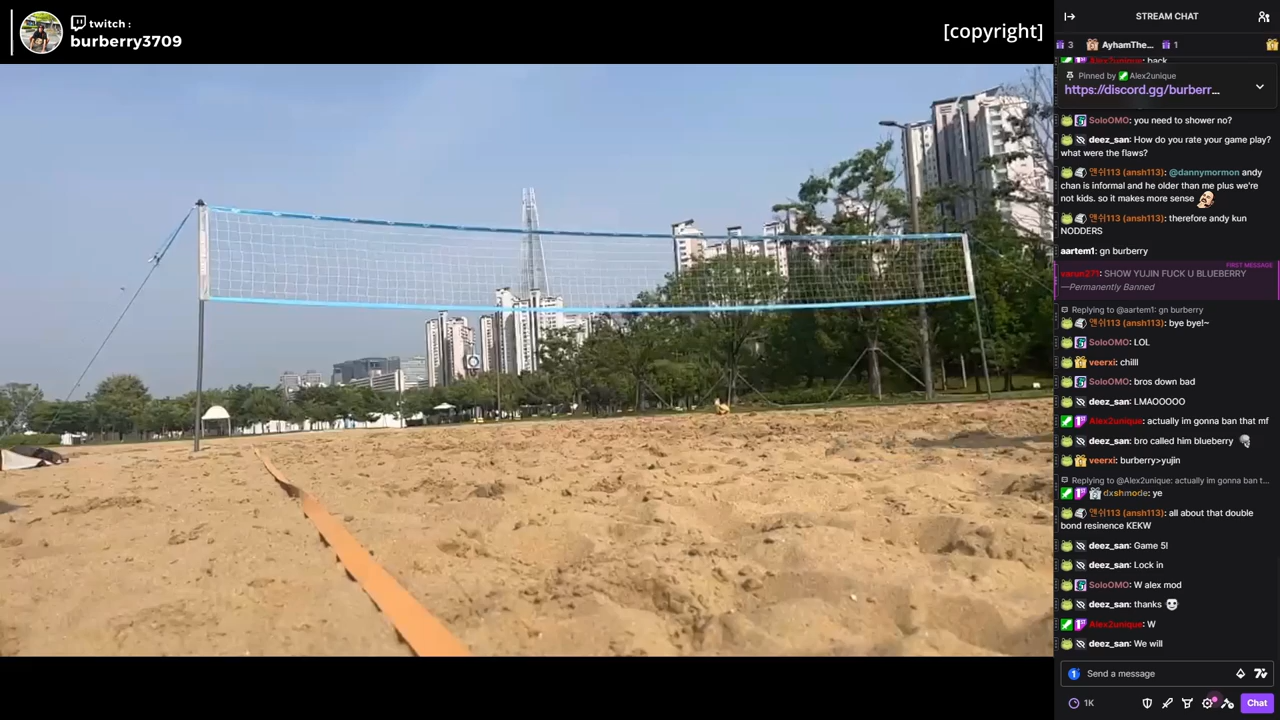 twitch :
burberry3709
[copyright]
STREAM CHAT
3 AyhamThe... 1
Alex2unique: back
Pinned by Alex2unique
https://discord.gg/burberr...
SoloOMO: you need to shower no?
deez_san: How do you rate your game play?
what were the flaws?
앤쉬113 (ansh113): @dannymormon andy
chan is informal and he older than me plus we're
not kids. so it makes more sense
앤쉬113 (ansh113): therefore andy kun
NODDERS
aartem1: gn burberry
FIRST MESSAGE
varun271: SHOW YUJIN FUCK U BLUEBERRY
—Permanently Banned
Replying to @aartem1: gn burberry
앤쉬113 (ansh113): bye bye!~
SoloOMO: LOL
veerxi: chilll
SoloOMO: bros down bad
deez_san: LMAOOOOO
Alex2unique: actually im gonna ban that mf
deez_san: bro called him blueberry
veerxi: burberry>yujin
Replying to @Alex2unique: actually im gonna ban t...
dxshmode: ye
앤쉬113 (ansh113): all about that double
bond resinence KEKW
deez_san: Game 5!
deez_san: Lock in
SoloOMO: W alex mod
deez_san: thanks
Alex2unique: W
deez_san: We will
1 Send a message
1K
Chat